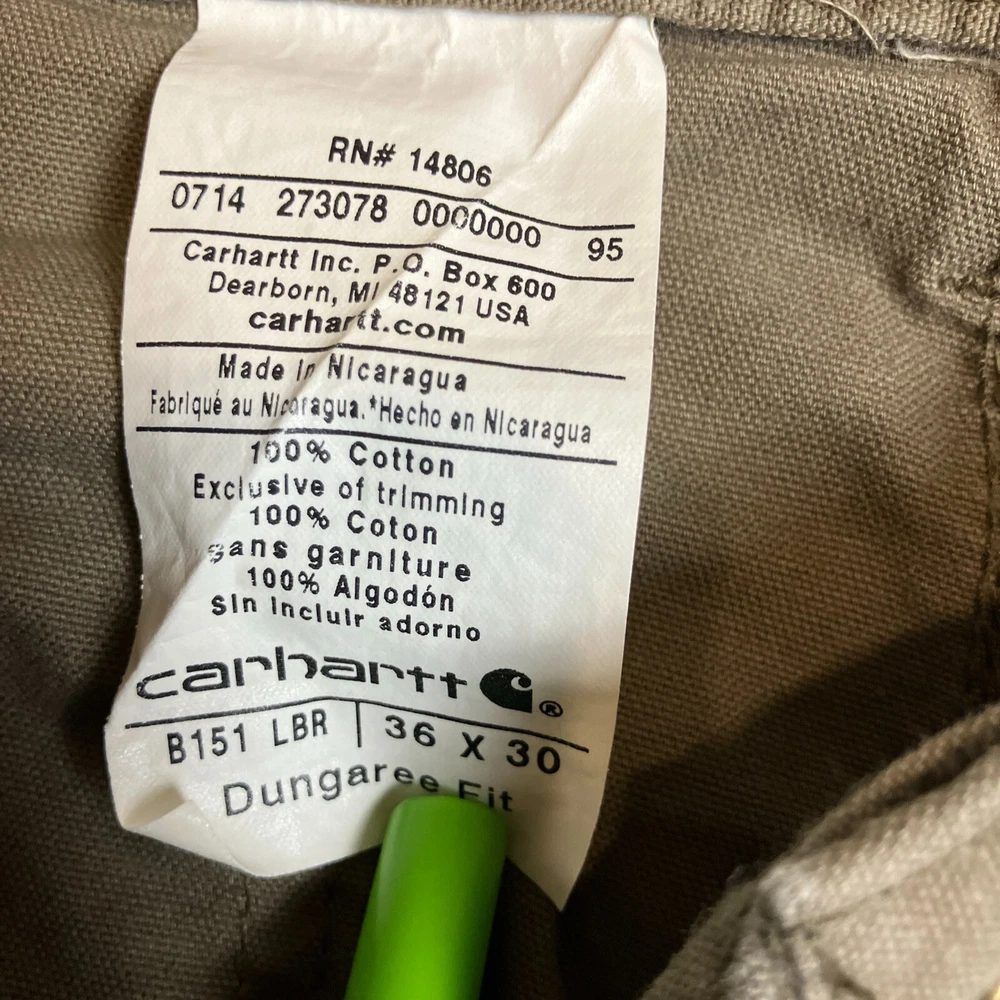 RN# 14806
0714 273078 0000000 95
Carhartt Inc. P.O. Box 600
Dearborn, MI 48121 USA
carhartt.com
Made in Nicaragua
Fabriqué au Nicaragua.*Hecho en Nicaragua
100% Cotton
Exclusive of trimming
100% Coton
sans garniture
100% Algodón
Sin incluir adorno
carhartt ®
B151 LBR | 36 X 30
Dungaree Fit